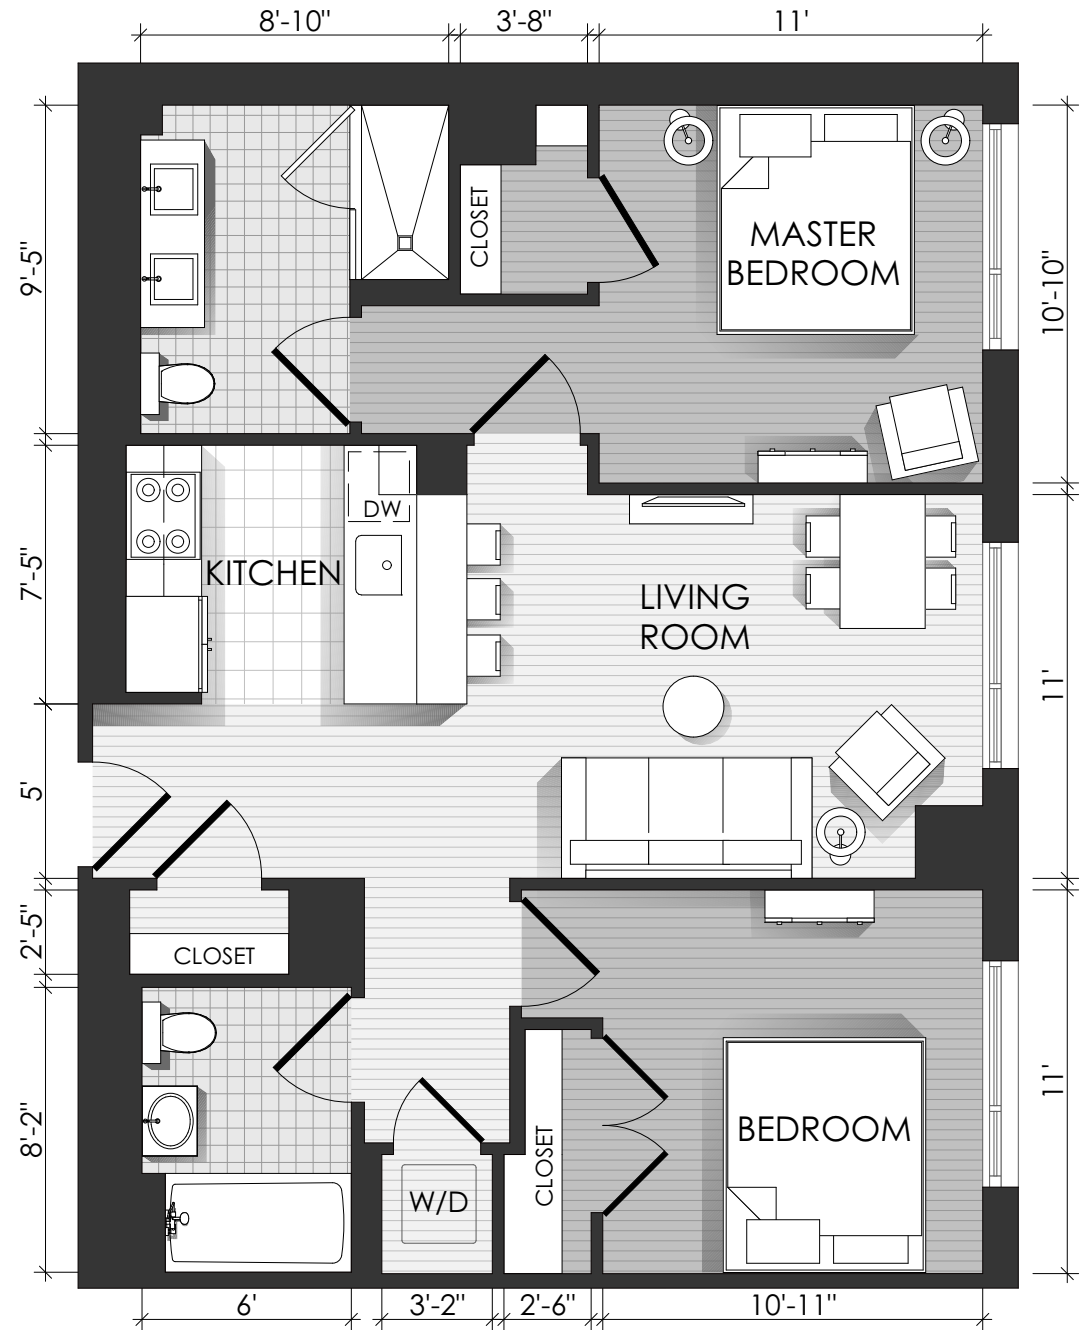 8'-10"
3'-8"
11'
9'-5"
CLOSET
MASTER
BEDROOM
10'-10"
DW
7'-5"
KITCHEN
LIVING
ROOM
11'
5'
2'-5"
CLOSET
8'-2"
W/D
CLOSET
BEDROOM
11'
6'
3'-2"
2'-6"
10'-11"